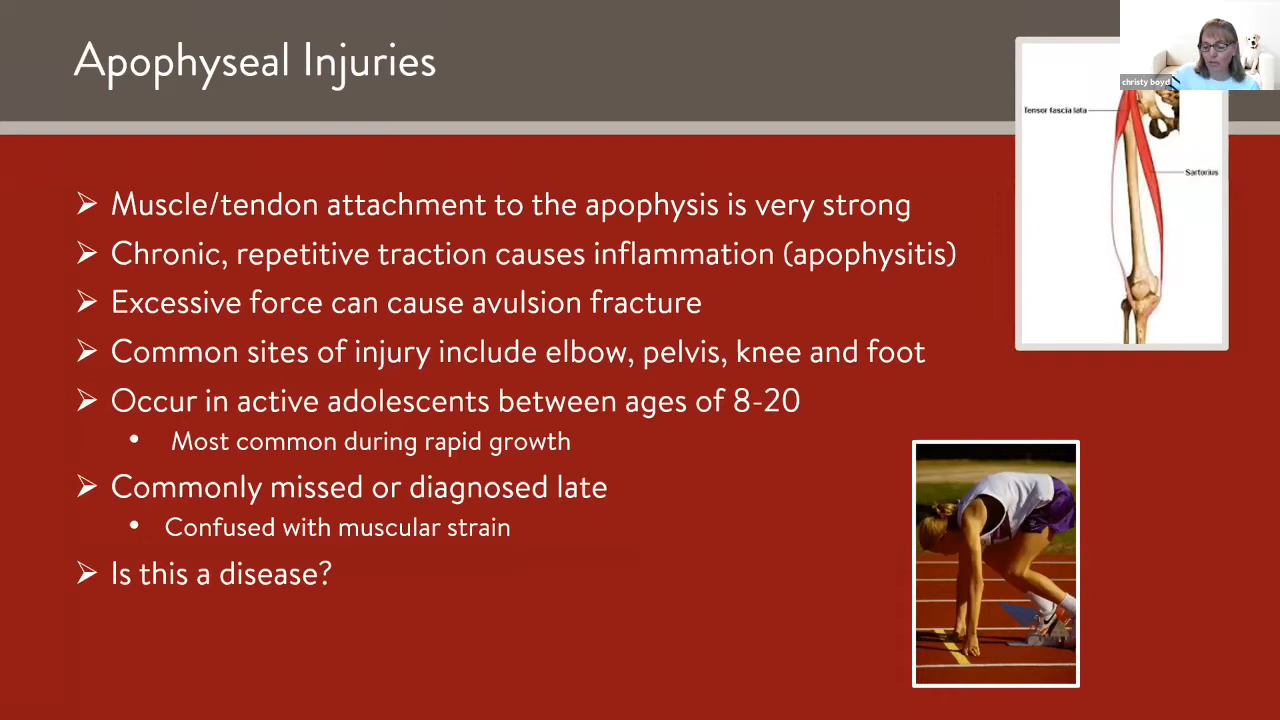 Apophyseal Injuries
christy boyd
Tensor fascia lata
Sartorius
Muscle/tendon attachment to the apophysis is very strong
Chronic, repetitive traction causes inflammation (apophysitis)
Excessive force can cause avulsion fracture
Common sites of injury include elbow, pelvis, knee and foot
Occur in active adolescents between ages of 8-20
Most common during rapid growth
Commonly missed or diagnosed late
Confused with muscular strain
Is this a disease?